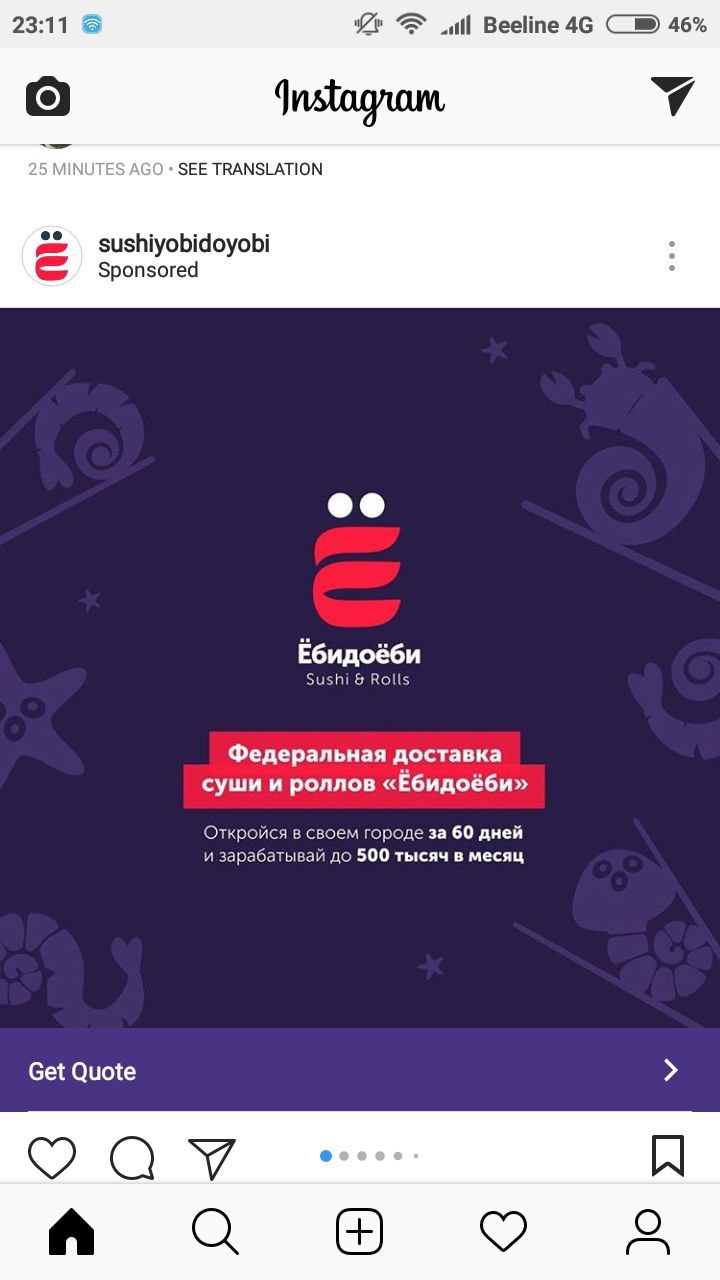 23:11 Beeline 4G 46%
Instagram
25 MINUTES AGO • SEE TRANSLATION
sushiyobidoyobi
Sponsored
Ё
Ёбидоёби
Sushi & Rolls
Федеральная доставка
суши и роллов «Ёбидоёби»
Откройся в своем городе за 60 дней
и зарабатывай до 500 тысяч в месяц
Get Quote